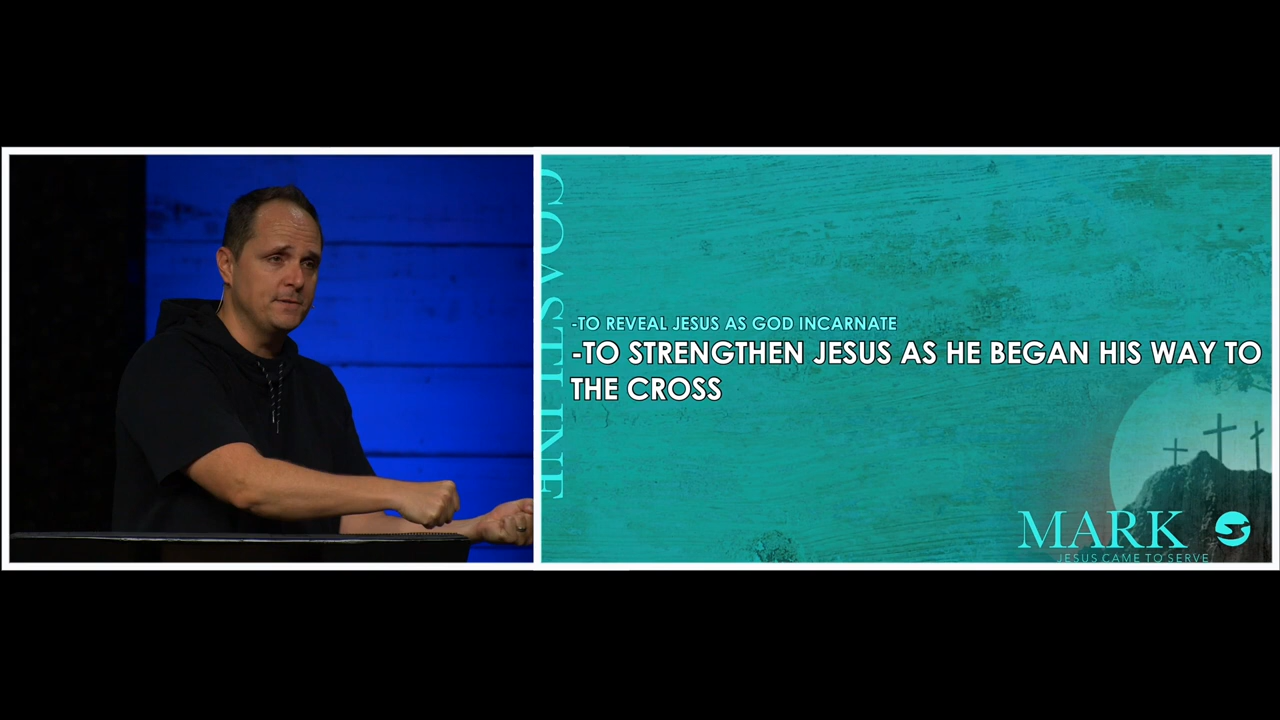 COASTLINE
-TO REVEAL JESUS AS GOD INCARNATE
-TO STRENGTHEN JESUS AS HE BEGAN HIS WAY TO
THE CROSS
MARK
JESUS CAME TO SERVE